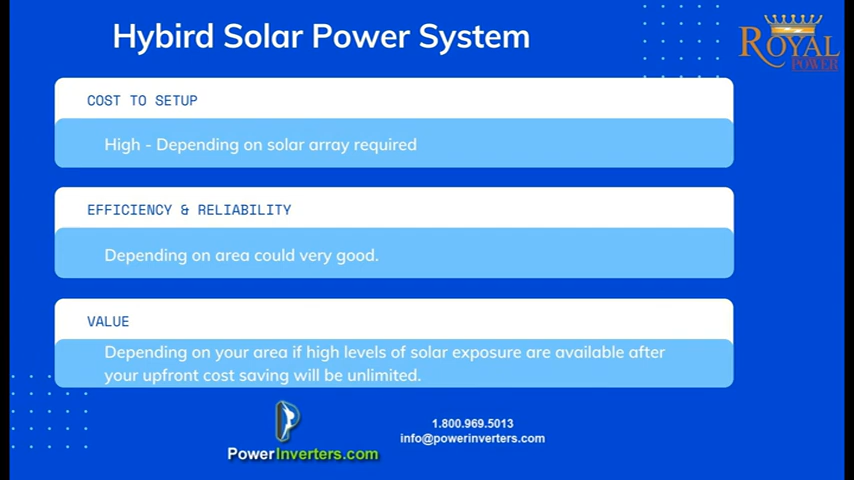 Hybird Solar Power System
ROYAL
POWER
COST TO SETUP
High - Depending on solar array required
EFFICIENCY & RELIABILITY
Depending on area could very good.
VALUE
Depending on your area if high levels of solar exposure are available after
your upfront cost saving will be unlimited.
PowerInverters.com
1.800.969.5013
info@powerinverters.com